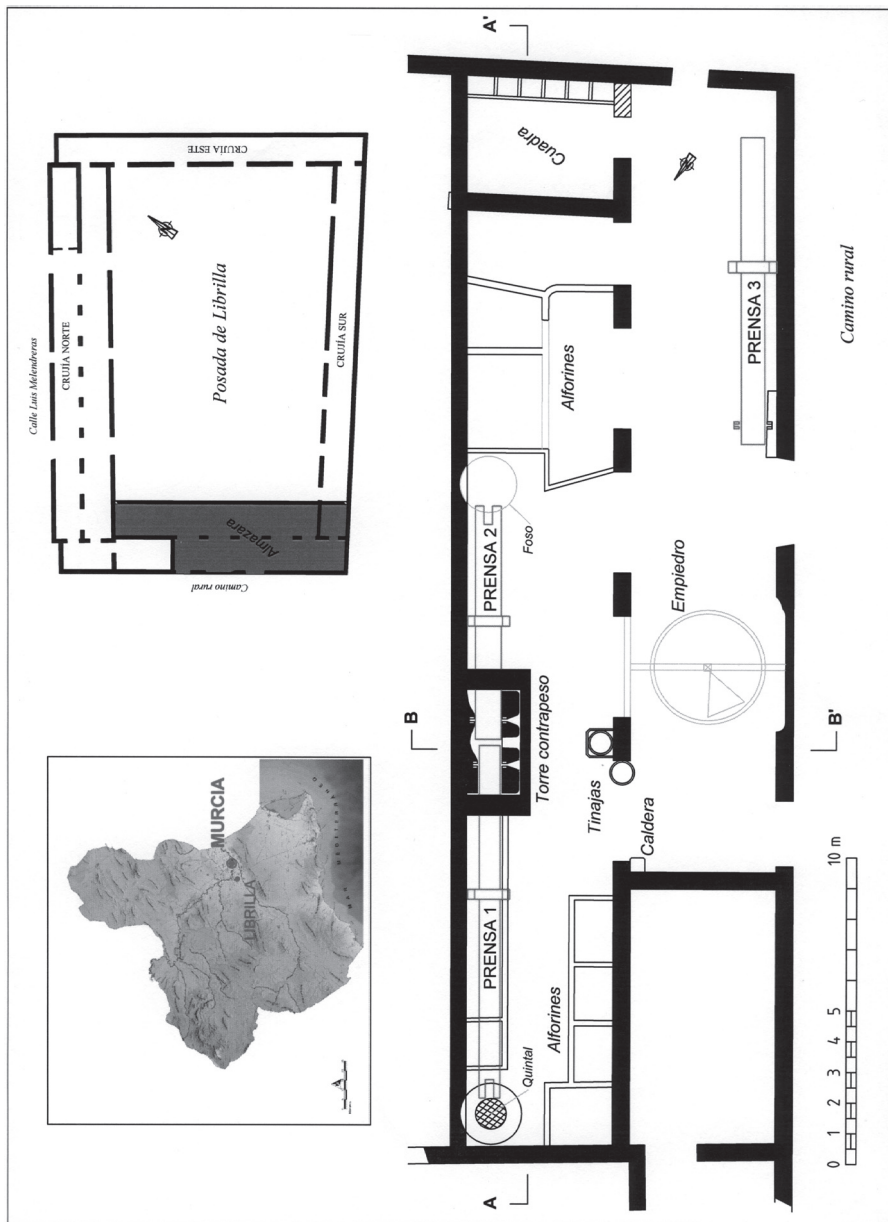 Calle Luis Melendreras
CRUJÍA NORTE
CRUJÍA ESTE
Posada de Librilla
CRUJÍA SUR
Almazara
Camino rural
MURCIA
LIBRILLA
MAR MEDITERRÁNEO
A
A'
B
B'
Cuadra
Alforines
PRENSA 3
Camino rural
Foso
PRENSA 2
Empiedro
Torre contrapeso
Tinajas
Caldera
PRENSA 1
Alforines
Quintal
0 1 2 3 4 5 10 m